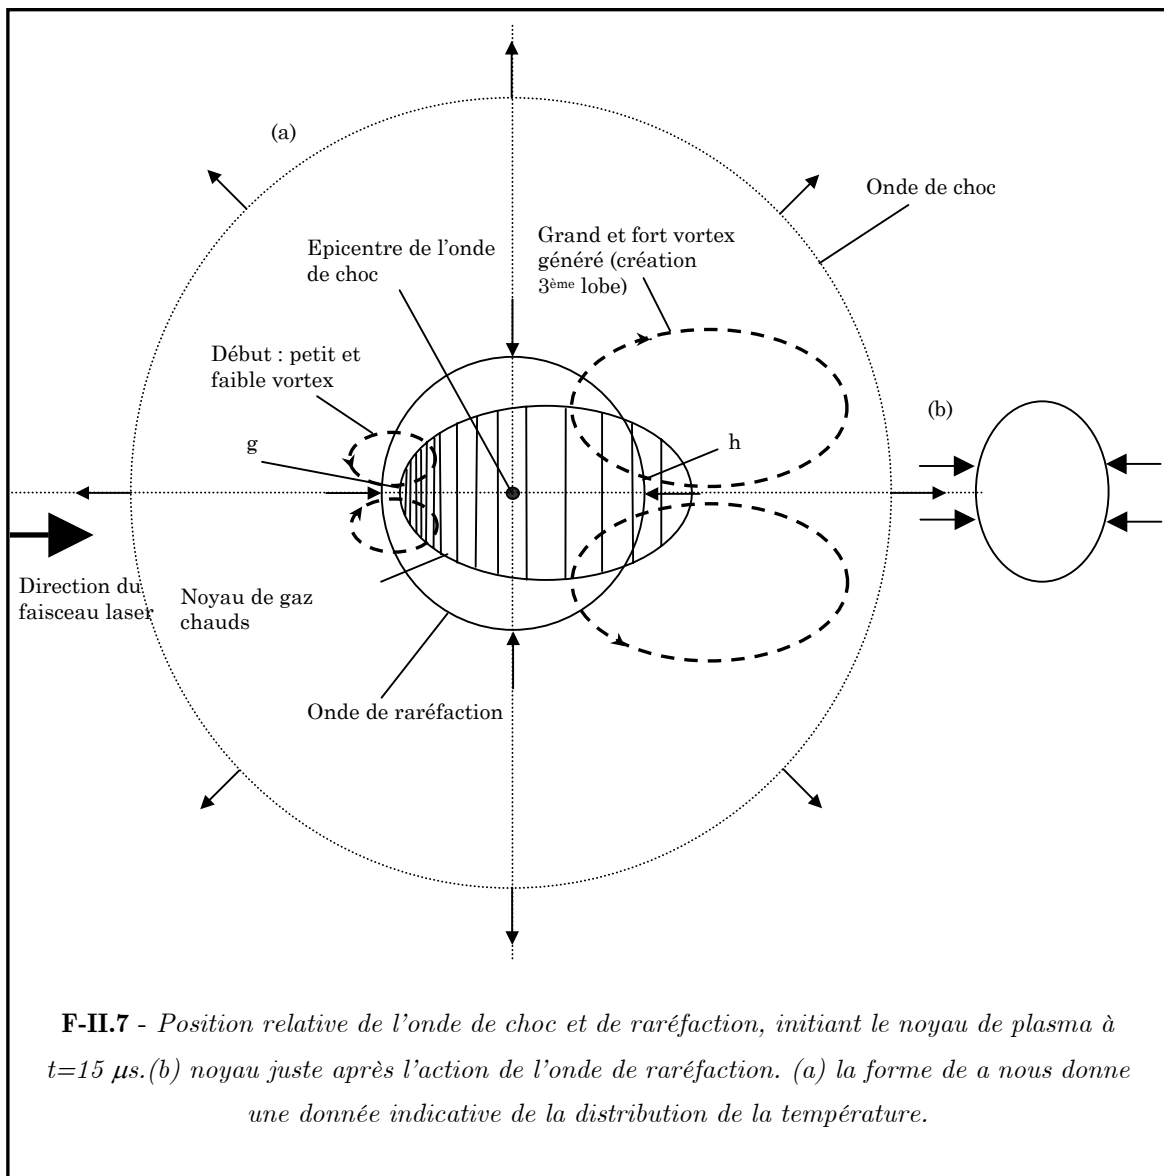 (a)
Onde de choc
Epicentre de l'onde
de choc
Grand et fort vortex
généré (création
3ème lobe)
Début : petit et
faible vortex
(b)
g
h
Direction du
faisceau laser
Noyau de gaz
chauds
Onde de raréfaction
F-II.7 - Position relative de l'onde de choc et de raréfaction, initiant le noyau de plasma à
t=15 μs.(b) noyau juste après l'action de l'onde de raréfaction. (a) la forme de a nous donne
une donnée indicative de la distribution de la température.